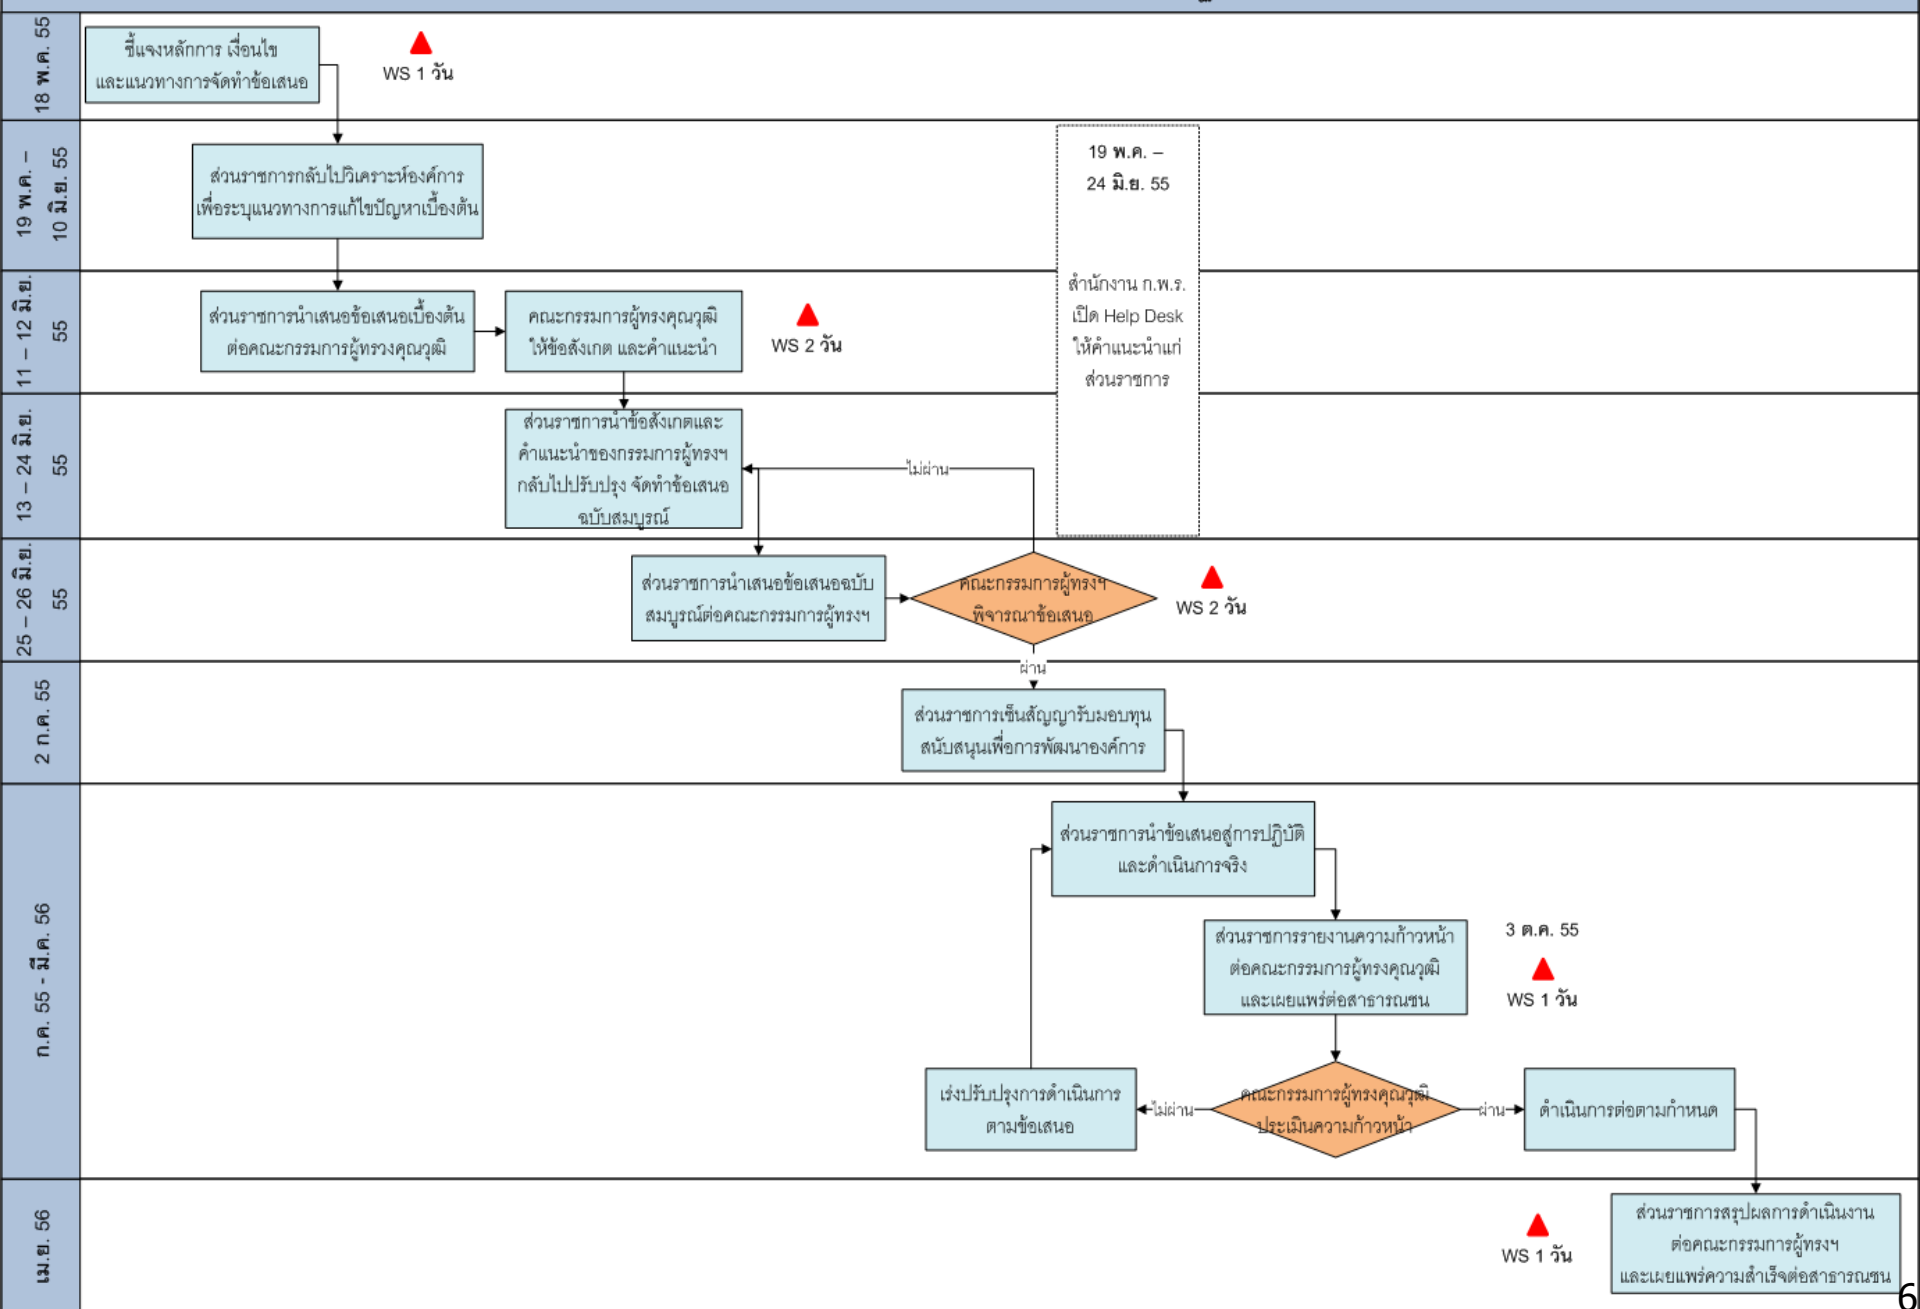 18 พ.ค. 55
ชี้แจงหลักการ เงื่อนไข
และแนวทางการจัดทำข้อเสนอ
WS 1 วัน
19 พ.ค. –
10 มิ.ย. 55
ส่วนราชการกลับไปวิเคราะห์องค์การ
เพื่อระบุแนวทางการแก้ไขปัญหาเบื้องต้น
19 พ.ค. –
24 มิ.ย. 55
สำนักงาน ก.พ.ร.
เปิด Help Desk
ให้คำแนะนำแก่
ส่วนราชการ
11 – 12 มิ.ย.
55
ส่วนราชการนำเสนอข้อเสนอเบื้องต้น
ต่อคณะกรรมการผู้ทรวงคุณวุฒิ
คณะกรรมการผู้ทรงคุณวุฒิ
ให้ข้อสังเกต และคำแนะนำ
WS 2 วัน
13 – 24 มิ.ย.
55
ส่วนราชการนำข้อสังเกตและ
คำแนะนำของกรรมการผู้ทรงฯ
กลับไปปรับปรุง จัดทำข้อเสนอ
ฉบับสมบูรณ์
ไม่ผ่าน
25 – 26 มิ.ย.
55
ส่วนราชการนำเสนอข้อเสนอฉบับ
สมบูรณ์ต่อคณะกรรมการผู้ทรงฯ
คณะกรรมการผู้ทรงฯ
พิจารณาข้อเสนอ
WS 2 วัน
ผ่าน
2 ก.ค. 55
ส่วนราชการเซ็นสัญญารับมอบทุน
สนับสนุนเพื่อการพัฒนาองค์การ
ก.ค. 55 - มี.ค. 56
ส่วนราชการนำข้อเสนอสู่การปฏิบัติ
และดำเนินการจริง
ส่วนราชการรายงานความก้าวหน้า
ต่อคณะกรรมการผู้ทรงคุณวุฒิ
และเผยแพร่ต่อสาธารณชน
3 ต.ค. 55
WS 1 วัน
เร่งปรับปรุงการดำเนินการ
ตามข้อเสนอ
ไม่ผ่าน
คณะกรรมการผู้ทรงคุณวุฒิ
ประเมินความก้าวหน้า
ผ่าน
ดำเนินการต่อตามกำหนด
เม.ย. 56
WS 1 วัน
ส่วนราชการสรุปผลการดำเนินงาน
ต่อคณะกรรมการผู้ทรงฯ
และเผยแพร่ความสำเร็จต่อสาธารณชน
6